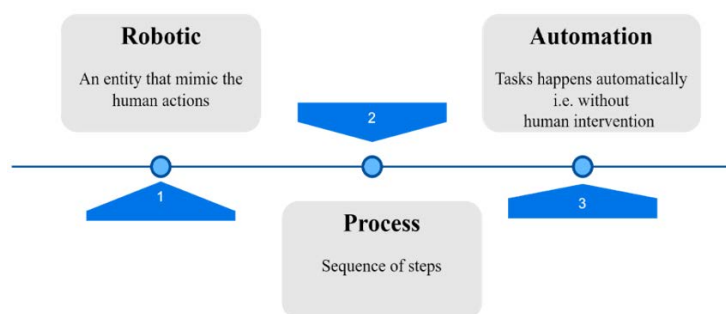 Robotic
An entity that mimic the
human actions
1
2
Process
Sequence of steps
Automation
Tasks happens automatically
i.e. without
human intervention
3